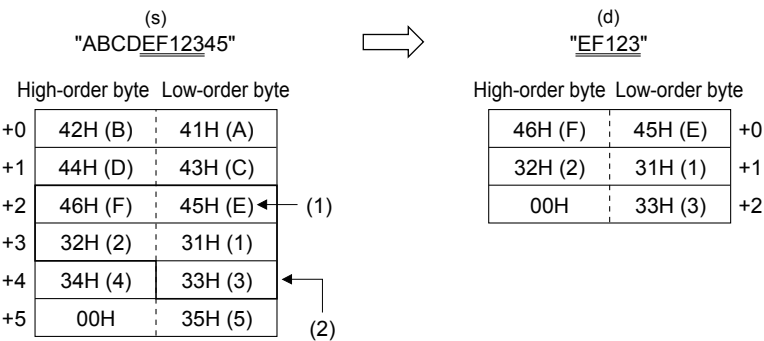 (s) (d)
"ABCDEF12345" "EF123"
High-order byte Low-order byte High-order byte Low-order byte
+0 42H (B) 41H (A) 46H (F) 45H (E) +0
+1 44H (D) 43H (C) 32H (2) 31H (1) +1
+2 46H (F) 45H (E) (1) 00H 33H (3) +2
+3 32H (2) 31H (1)
+4 34H (4) 33H (3)
+5 00H 35H (5) (2)